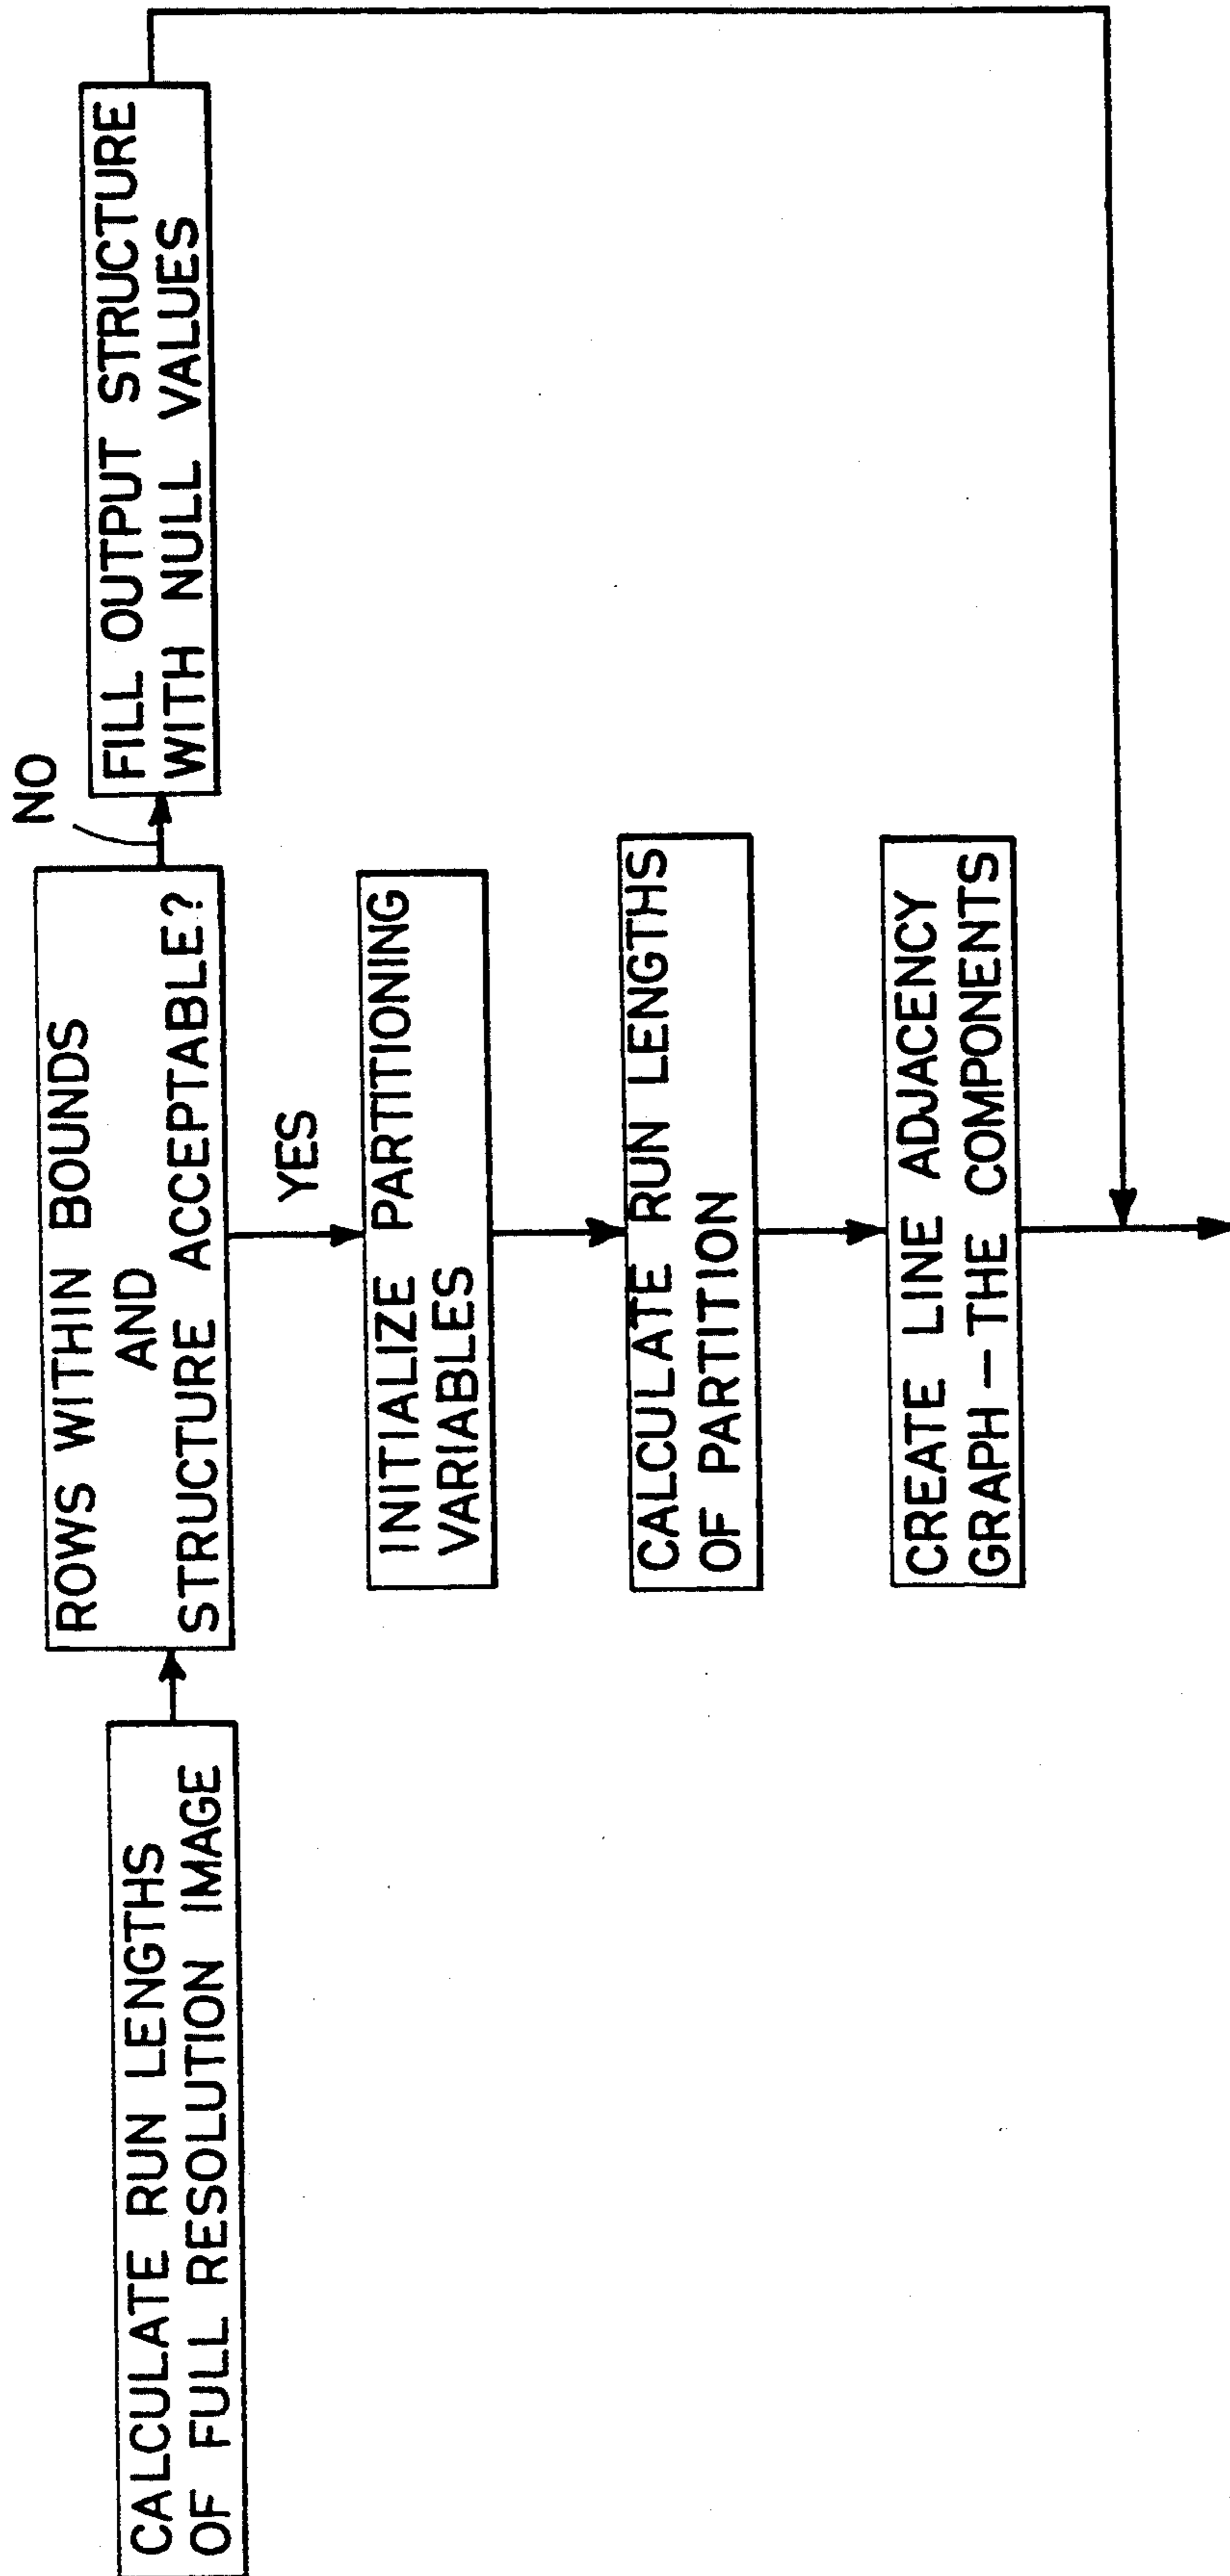 CALCULATE RUN LENGTHS
OF FULL RESOLUTION IMAGE
ROWS WITHIN BOUNDS
AND
STRUCTURE ACCEPTABLE?
NO
FILL OUTPUT STRUCTURE
WITH NULL VALUES
YES
INITIALIZE PARTITIONING
VARIABLES
CALCULATE RUN LENGTHS
OF PARTITION
CREATE LINE ADJACENCY
GRAPH — THE COMPONENTS